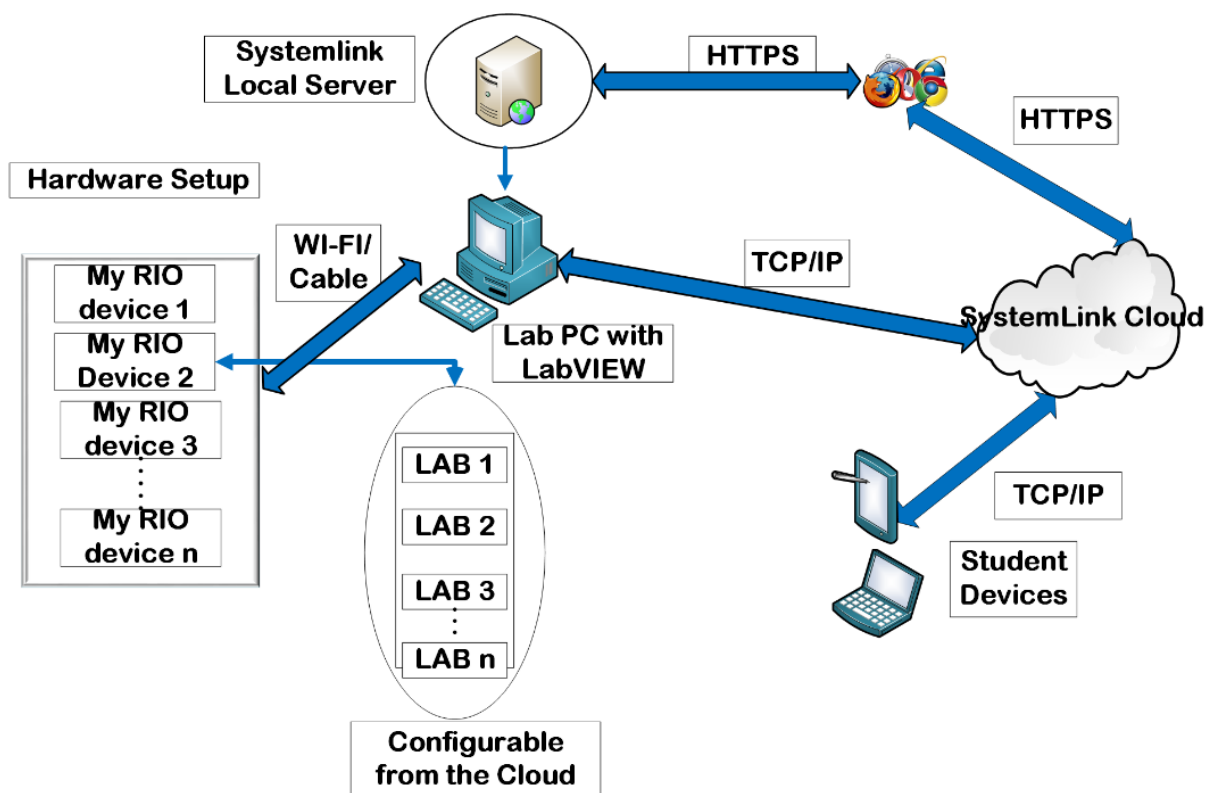 Systemlink
Local Server
HTTPS
HTTPS
Hardware Setup
WI-FI/
Cable
TCP/IP
My RIO
device 1
My RIO
Device 2
My RIO
device 3
My RIO
device n
Lab PC with
LabVIEW
SystemLink Cloud
LAB 1
LAB 2
LAB 3
LAB n
TCP/IP
Student
Devices
Configurable
from the Cloud